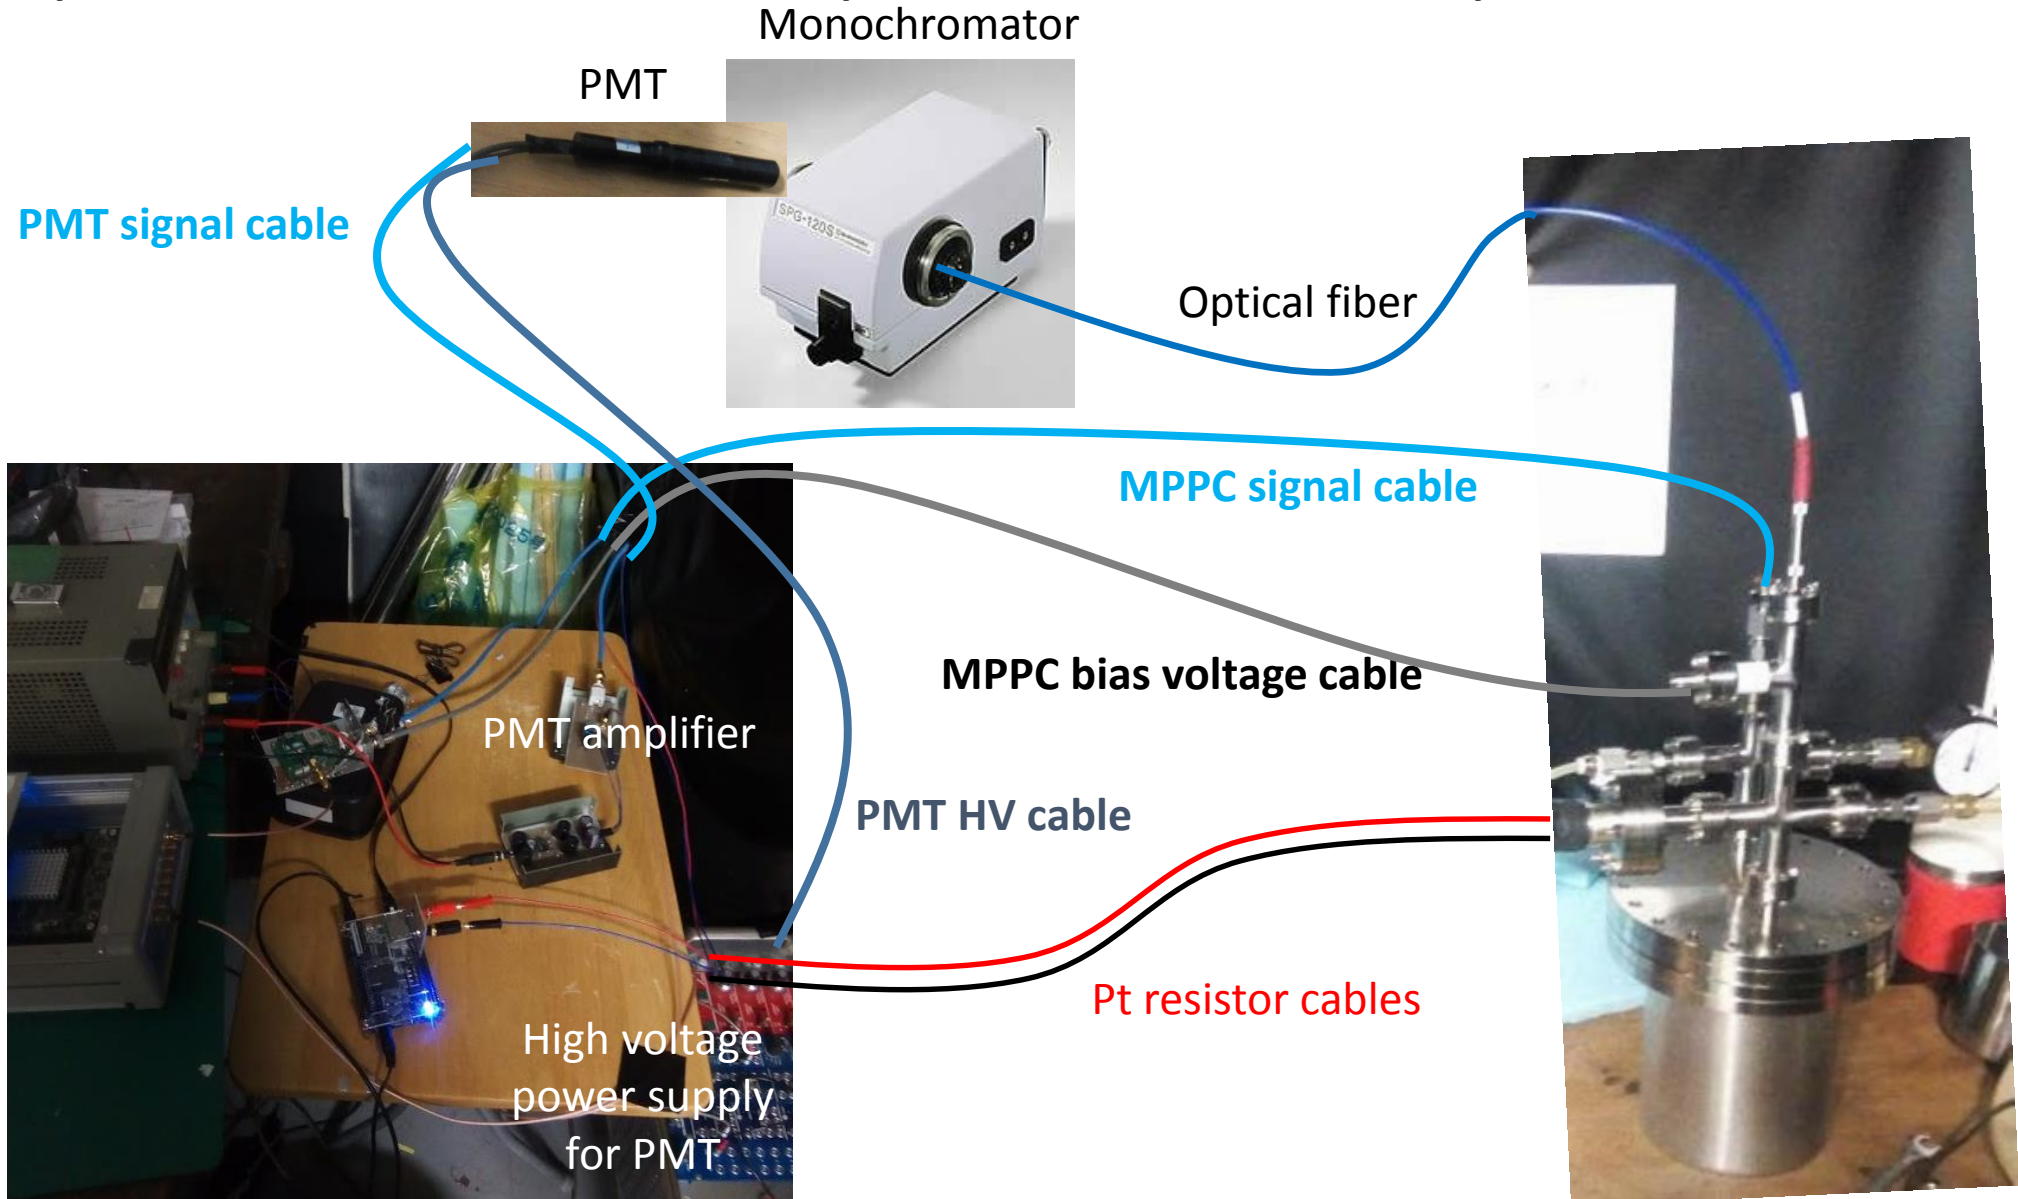 Monochromator
PMT
SPG-120S
PMT signal cable
Optical fiber
MPPC signal cable
MPPC bias voltage cable
PMT amplifier
PMT HV cable
Pt resistor cables
High voltage
power supply
for PMT